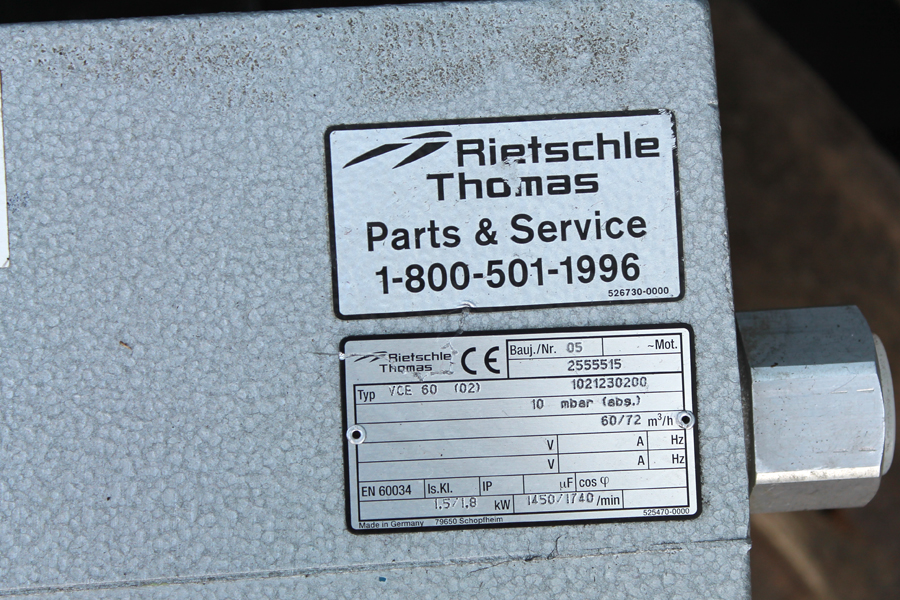 Rietschle
Thomas
Parts & Service
1-800-501-1996
526730-0000
Rietschle
Thomas
CE
Bauj./Nr. 05 ~Mot.
2555515
Typ VCE 60 (02) 1021230200
10 mbar (abs.)
60/72 m³/h
V A Hz
V A Hz
EN 60034 Is.Kl. IP µF cos φ
1.5/1.8 kW 1450/1740 /min
Made in Germany 79650 Schopfheim 525470-0000